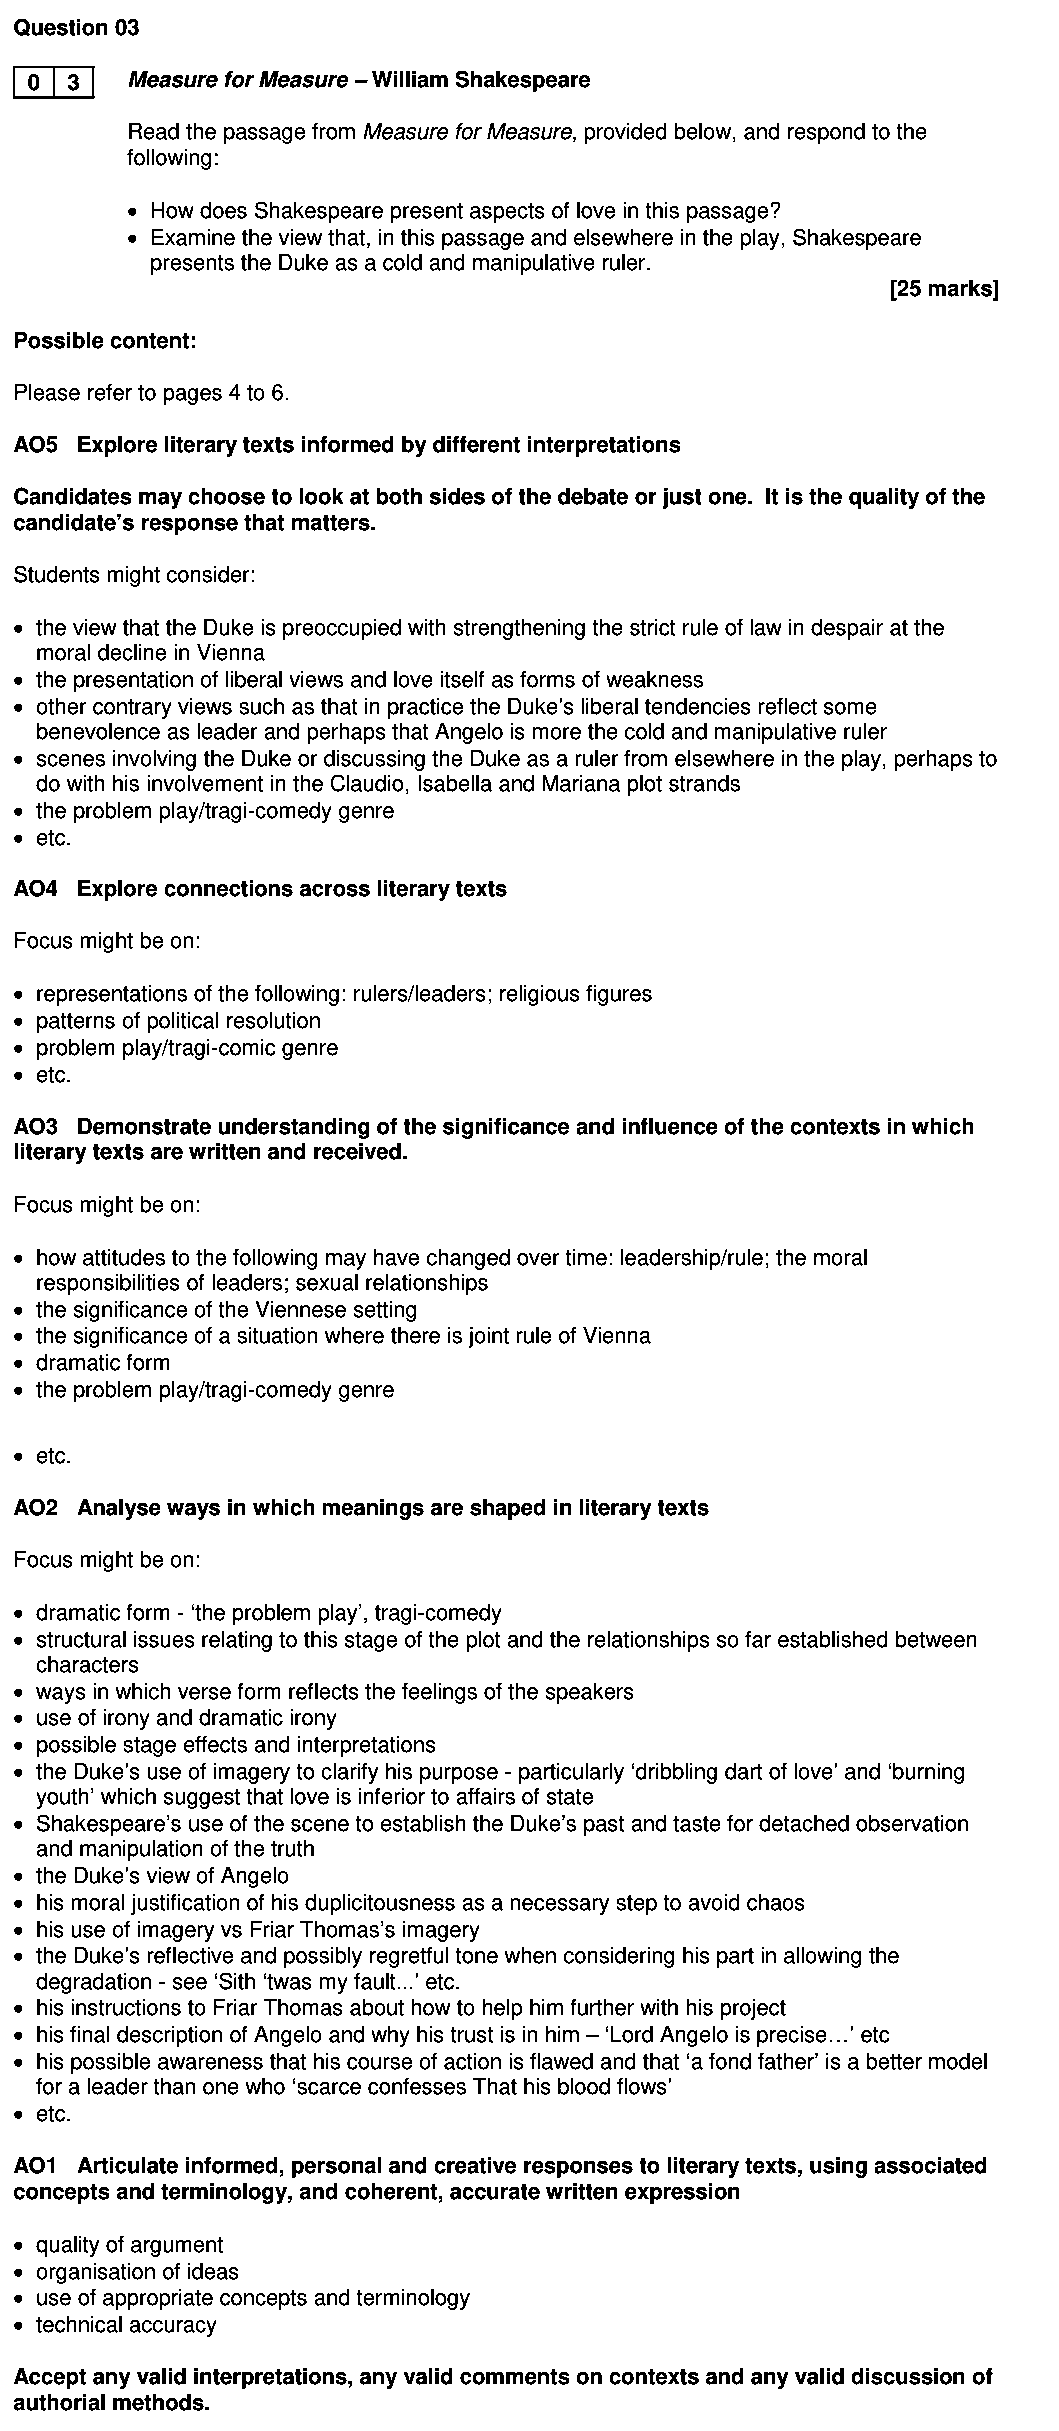 Question 03
0 3 Measure for Measure – William Shakespeare
Read the passage from Measure for Measure, provided below, and respond to the
following:
• How does Shakespeare present aspects of love in this passage?
• Examine the view that, in this passage and elsewhere in the play, Shakespeare
presents the Duke as a cold and manipulative ruler.
[25 marks]
Possible content:
Please refer to pages 4 to 6.
AO5 Explore literary texts informed by different interpretations
Candidates may choose to look at both sides of the debate or just one. It is the quality of the
candidate's response that matters.
Students might consider:
• the view that the Duke is preoccupied with strengthening the strict rule of law in despair at the
moral decline in Vienna
• the presentation of liberal views and love itself as forms of weakness
• other contrary views such as that in practice the Duke's liberal tendencies reflect some
benevolence as leader and perhaps that Angelo is more the cold and manipulative ruler
• scenes involving the Duke or discussing the Duke as a ruler from elsewhere in the play, perhaps to
do with his involvement in the Claudio, Isabella and Mariana plot strands
• the problem play/tragi-comedy genre
• etc.
AO4 Explore connections across literary texts
Focus might be on:
• representations of the following: rulers/leaders; religious figures
• patterns of political resolution
• problem play/tragi-comic genre
• etc.
AO3 Demonstrate understanding of the significance and influence of the contexts in which
literary texts are written and received.
Focus might be on:
• how attitudes to the following may have changed over time: leadership/rule; the moral
responsibilities of leaders; sexual relationships
• the significance of the Viennese setting
• the significance of a situation where there is joint rule of Vienna
• dramatic form
• the problem play/tragi-comedy genre
• etc.
AO2 Analyse ways in which meanings are shaped in literary texts
Focus might be on:
• dramatic form - 'the problem play', tragi-comedy
• structural issues relating to this stage of the plot and the relationships so far established between
characters
• ways in which verse form reflects the feelings of the speakers
• use of irony and dramatic irony
• possible stage effects and interpretations
• the Duke's use of imagery to clarify his purpose - particularly 'dribbling dart of love' and 'burning
youth' which suggest that love is inferior to affairs of state
• Shakespeare's use of the scene to establish the Duke's past and taste for detached observation
and manipulation of the truth
• the Duke's view of Angelo
• his moral justification of his duplicitousness as a necessary step to avoid chaos
• his use of imagery vs Friar Thomas's imagery
• the Duke's reflective and possibly regretful tone when considering his part in allowing the
degradation - see 'Sith 'twas my fault...' etc.
• his instructions to Friar Thomas about how to help him further with his project
• his final description of Angelo and why his trust is in him – 'Lord Angelo is precise…' etc
• his possible awareness that his course of action is flawed and that 'a fond father' is a better model
for a leader than one who 'scarce confesses That his blood flows'
• etc.
AO1 Articulate informed, personal and creative responses to literary texts, using associated
concepts and terminology, and coherent, accurate written expression
• quality of argument
• organisation of ideas
• use of appropriate concepts and terminology
• technical accuracy
Accept any valid interpretations, any valid comments on contexts and any valid discussion of
authorial methods.